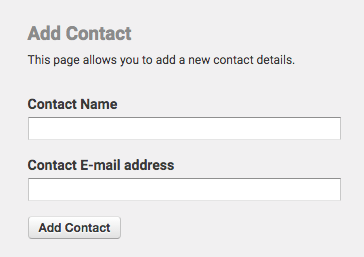 Add Contact
This page allows you to add a new contact details.
Contact Name
Contact E-mail address
Add Contact